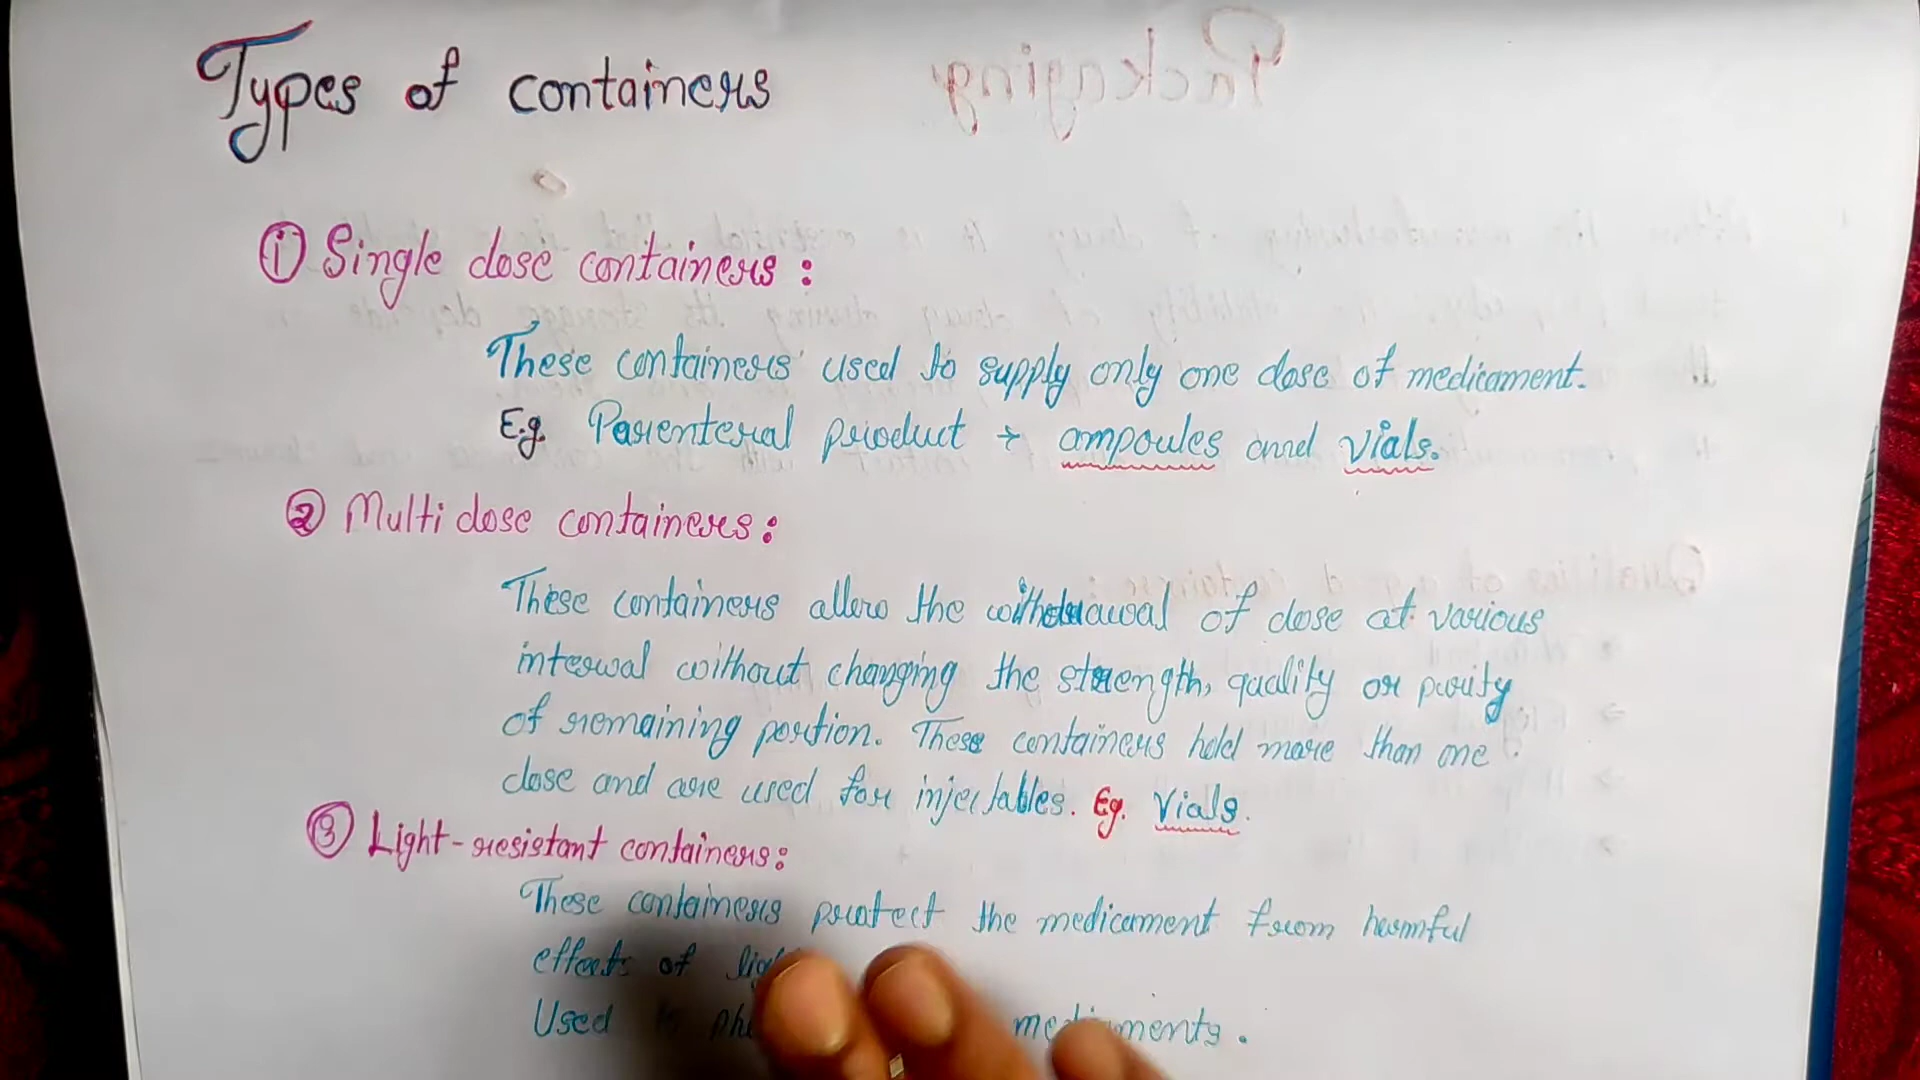 Types of containers
Packaging
① Single dose containers:
These containers used to supply only one dose of medicament.
E.g. Parenteral product → ampoules and vials.
② Multi dose containers:
These containers allow the withdrawal of dose at various
interval without changing the strength, quality or purity
of remaining portion. These containers hold more than one
dose and are used for injectables. Eg. Vials.
③ Light-resistant containers:
These containers protect the medicament from harmful
effects of
Used